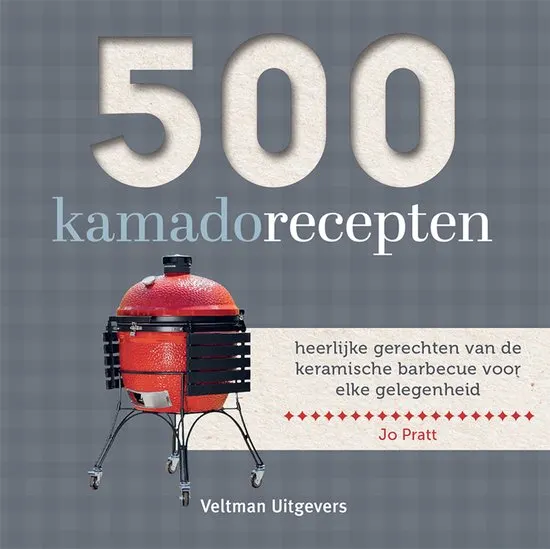 500
kamadorecepten
heerlijke gerechten van de
keramische barbecue voor
elke gelegenheid
Jo Pratt
Veltman Uitgevers